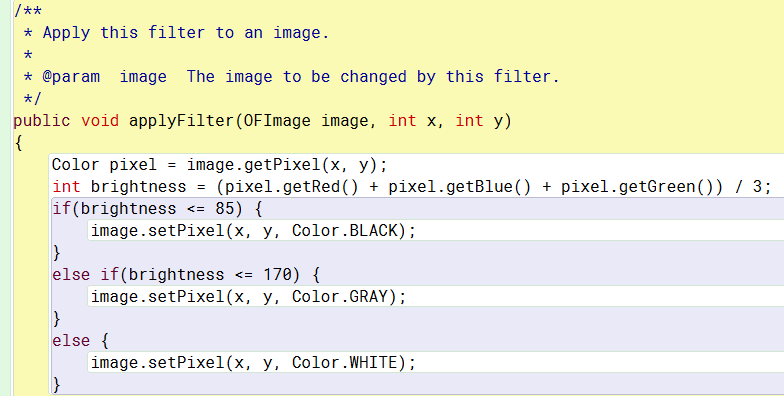 /**
 * Apply this filter to an image.
 *
 * @param  image  The image to be changed by this filter.
 */
public void applyFilter(OFImage image, int x, int y)
{
    Color pixel = image.getPixel(x, y);
    int brightness = (pixel.getRed() + pixel.getBlue() + pixel.getGreen()) / 3;
    if(brightness <= 85) {
        image.setPixel(x, y, Color.BLACK);
    }
    else if(brightness <= 170) {
        image.setPixel(x, y, Color.GRAY);
    }
    else {
        image.setPixel(x, y, Color.WHITE);
    }